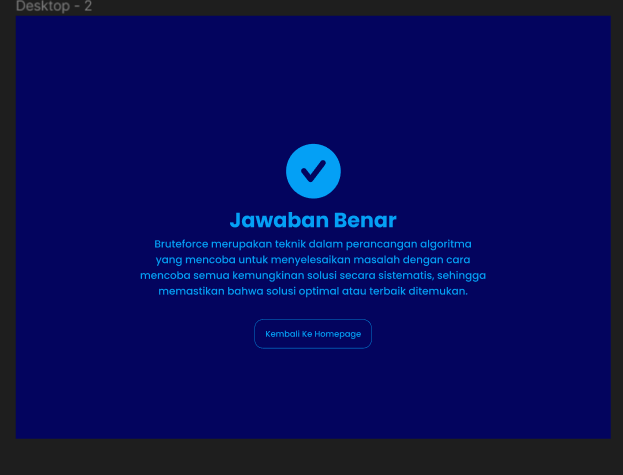 Desktop - 2
Jawaban Benar
Bruteforce merupakan teknik dalam perancangan algoritma
yang mencoba untuk menyelesaikan masalah dengan cara
mencoba semua kemungkinan solusi secara sistematis, sehingga
memastikan bahwa solusi optimal atau terbaik ditemukan.
Kembali Ke Homepage